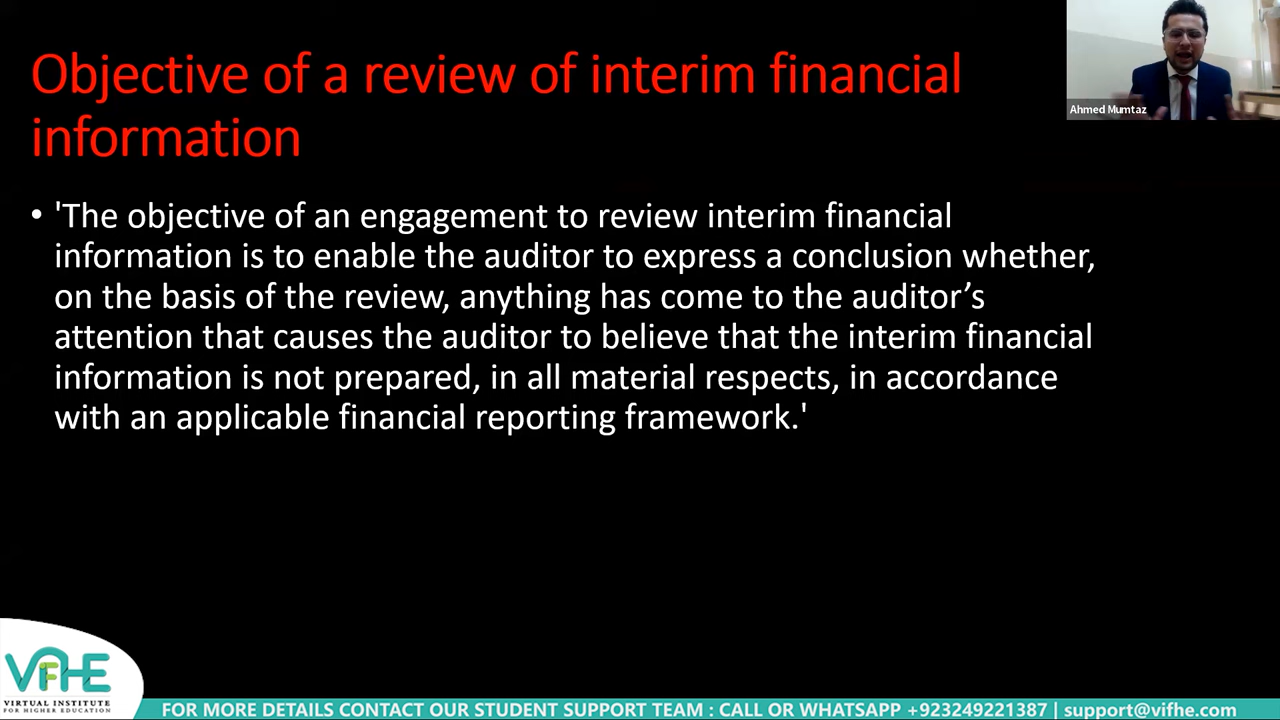 Objective of a review of interim financial
information
Ahmed Mumtaz
• 'The objective of an engagement to review interim financial
information is to enable the auditor to express a conclusion whether,
on the basis of the review, anything has come to the auditor’s
attention that causes the auditor to believe that the interim financial
information is not prepared, in all material respects, in accordance
with an applicable financial reporting framework.'
VIFHE
VIRTUAL INSTITUTE
FOR HIGHER EDUCATION
FOR MORE DETAILS CONTACT OUR STUDENT SUPPORT TEAM : CALL OR WHATSAPP +923249221387 | support@vifhe.com